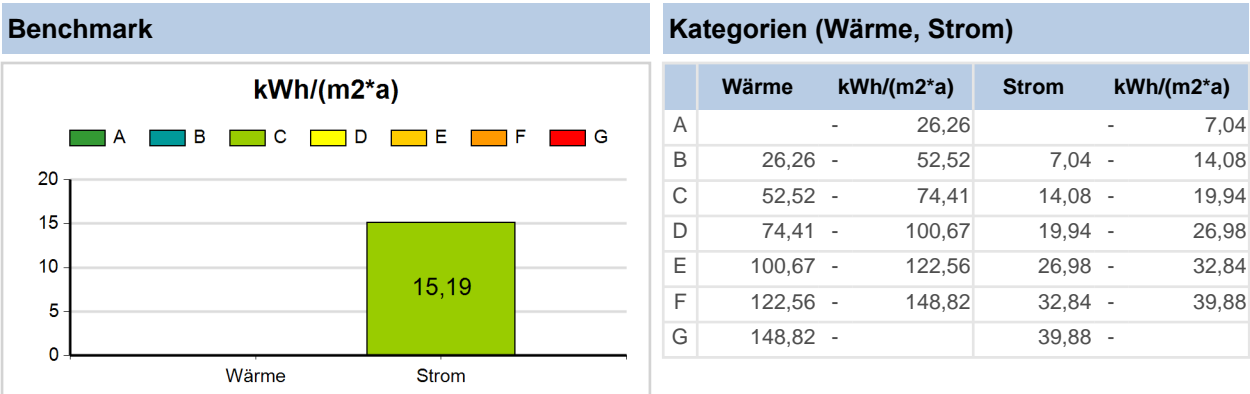 Benchmark
kWh/(m2*a)
A B C D E F G
20
15
10
5
0
15,19
Wärme Strom
Kategorien (Wärme, Strom)
Wärme kWh/(m2*a) Strom kWh/(m2*a)
A - 26,26 - 7,04
B 26,26 - 52,52 7,04 - 14,08
C 52,52 - 74,41 14,08 - 19,94
D 74,41 - 100,67 19,94 - 26,98
E 100,67 - 122,56 26,98 - 32,84
F 122,56 - 148,82 32,84 - 39,88
G 148,82 - 39,88 -